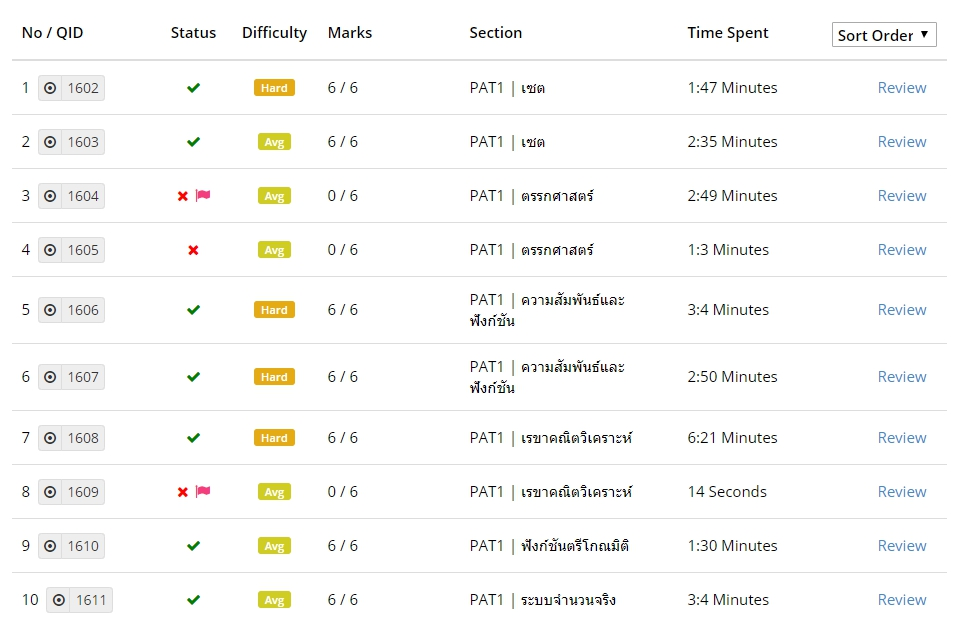 No / QID Status Difficulty Marks Section Time Spent Sort Order
1 1602 Hard 6 / 6 PAT1 | เซต 1:47 Minutes Review
2 1603 Avg 6 / 6 PAT1 | เซต 2:35 Minutes Review
3 1604 Avg 0 / 6 PAT1 | ตรรกศาสตร์ 2:49 Minutes Review
4 1605 Avg 0 / 6 PAT1 | ตรรกศาสตร์ 1:3 Minutes Review
5 1606 Hard 6 / 6 PAT1 | ความสัมพันธ์และ 3:4 Minutes Review
ฟังก์ชัน
6 1607 Hard 6 / 6 PAT1 | ความสัมพันธ์และ 2:50 Minutes Review
ฟังก์ชัน
7 1608 Hard 6 / 6 PAT1 | เรขาคณิตวิเคราะห์ 6:21 Minutes Review
8 1609 Avg 0 / 6 PAT1 | เรขาคณิตวิเคราะห์ 14 Seconds Review
9 1610 Avg 6 / 6 PAT1 | ฟังก์ชันตรีโกณมิติ 1:30 Minutes Review
10 1611 Avg 6 / 6 PAT1 | ระบบจำนวนจริง 3:4 Minutes Review